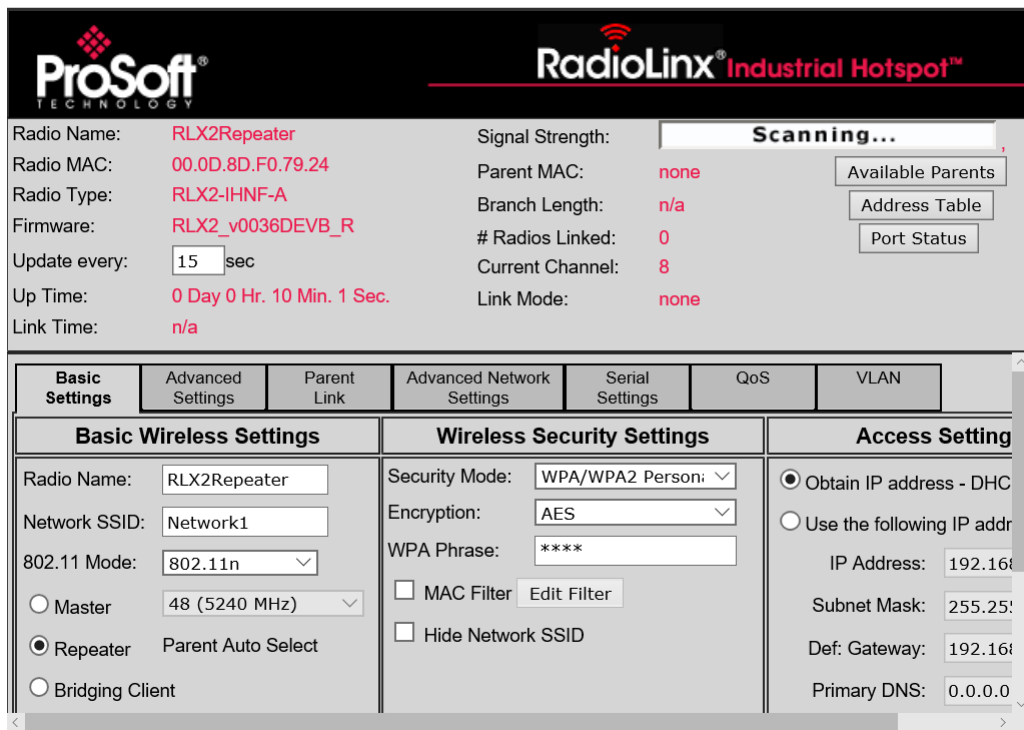 ProSoft®
TECHNOLOGY
RadioLinx® Industrial Hotspot™
Radio Name: RLX2Repeater
Radio MAC: 00.0D.8D.F0.79.24
Radio Type: RLX2-IHNF-A
Firmware: RLX2_v0036DEVB_R
Update every: 15 sec
Up Time: 0 Day 0 Hr. 10 Min. 1 Sec.
Link Time: n/a
Signal Strength: Scanning... ,
Parent MAC: none
Branch Length: n/a
# Radios Linked: 0
Current Channel: 8
Link Mode: none
Available Parents
Address Table
Port Status
Basic Settings
Advanced Settings
Parent Link
Advanced Network Settings
Serial Settings
QoS
VLAN
Basic Wireless Settings
Radio Name: RLX2Repeater
Network SSID: Network1
802.11 Mode: 802.11n
Master 48 (5240 MHz)
Repeater Parent Auto Select
Bridging Client
Wireless Security Settings
Security Mode: WPA/WPA2 Persona
Encryption: AES
WPA Phrase: ****
MAC Filter Edit Filter
Hide Network SSID
Access Setting
Obtain IP address - DHC
Use the following IP addr
IP Address: 192.168
Subnet Mask: 255.255
Def: Gateway: 192.168
Primary DNS: 0.0.0.0